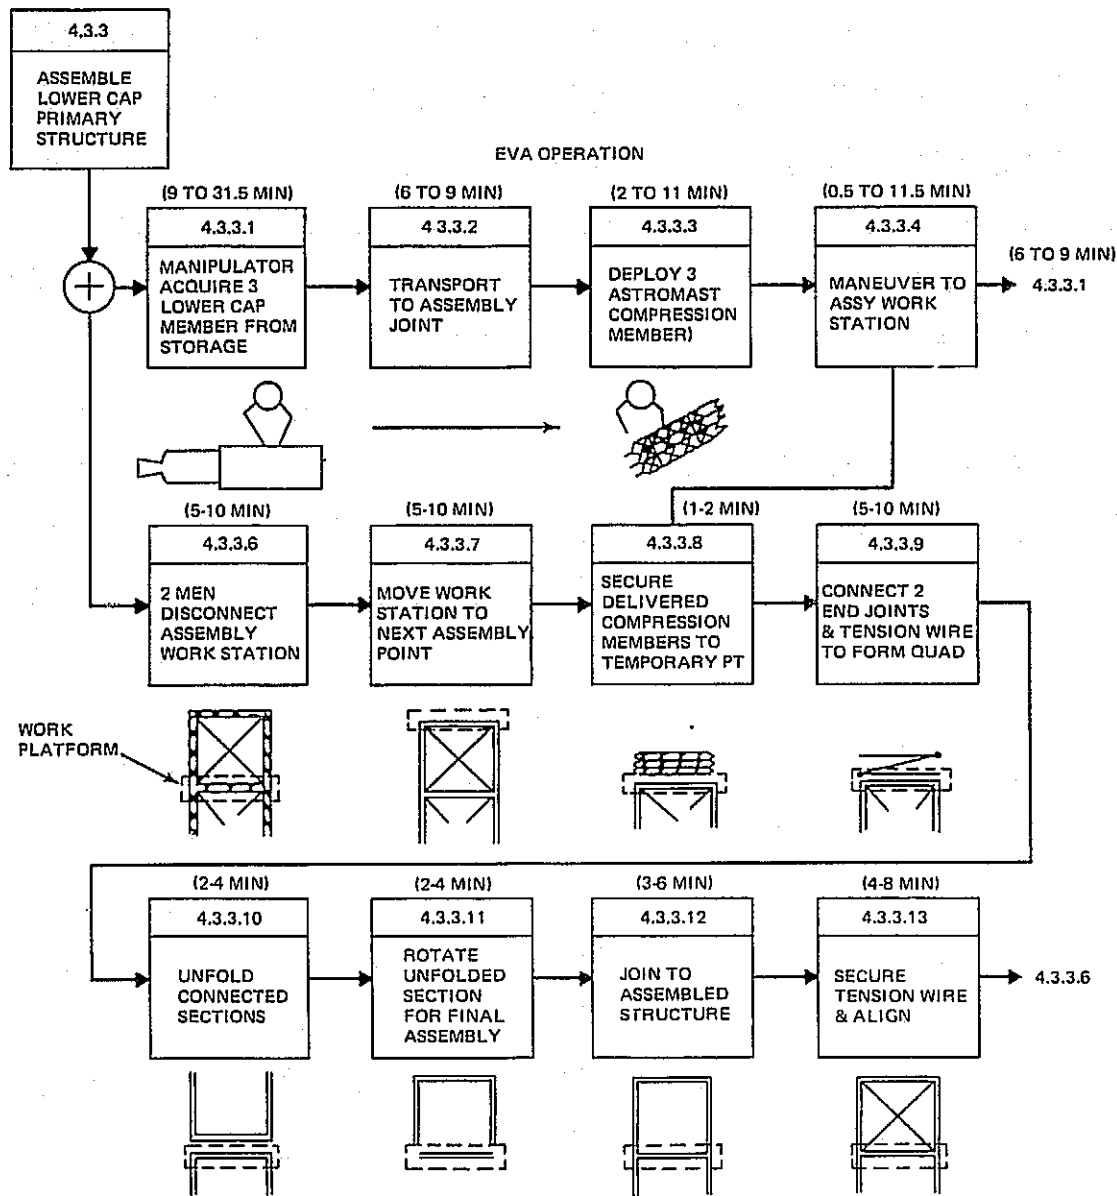 4.3.3
ASSEMBLE
LOWER CAP
PRIMARY
STRUCTURE
EVA OPERATION
(9 TO 31.5 MIN)
4.3.3.1
MANIPULATOR
ACQUIRE 3
LOWER CAP
MEMBER FROM
STORAGE
(6 TO 9 MIN)
4.3.3.2
TRANSPORT
TO ASSEMBLY
JOINT
(2 TO 11 MIN)
4.3.3.3
DEPLOY 3
ASTROMAST
COMPRESSION
MEMBER)
(0.5 TO 11.5 MIN)
4.3.3.4
MANEUVER TO
ASSY WORK
STATION
(6 TO 9 MIN)
4.3.3.1
(5-10 MIN)
4.3.3.6
2 MEN
DISCONNECT
ASSEMBLY
WORK STATION
(5-10 MIN)
4.3.3.7
MOVE WORK
STATION TO
NEXT ASSEMBLY
POINT
(1-2 MIN)
4.3.3.8
SECURE
DELIVERED
COMPRESSION
MEMBERS TO
TEMPORARY PT
(5-10 MIN)
4.3.3.9
CONNECT 2
END JOINTS
& TENSION WIRE
TO FORM QUAD
WORK
PLATFORM
(2-4 MIN)
4.3.3.10
UNFOLD
CONNECTED
SECTIONS
(2-4 MIN)
4.3.3.11
ROTATE
UNFOLDED
SECTION
FOR FINAL
ASSEMBLY
(3-6 MIN)
4.3.3.12
JOIN TO
ASSEMBLED
STRUCTURE
(4-8 MIN)
4.3.3.13
SECURE
TENSION WIRE
& ALIGN
4.3.3.6